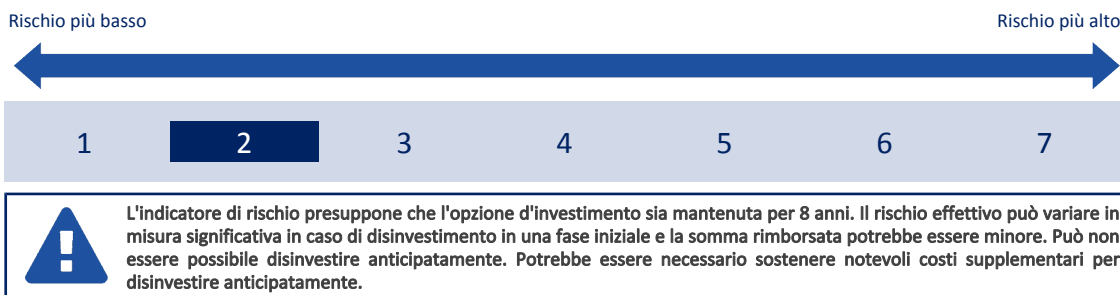 Rischio più basso Rischio più alto
1 2 3 4 5 6 7
L'indicatore di rischio presuppone che l'opzione d'investimento sia mantenuta per 8 anni. Il rischio effettivo può variare in
misura significativa in caso di disinvestimento in una fase iniziale e la somma rimborsata potrebbe essere minore. Può non
essere possibile disinvestire anticipatamente. Potrebbe essere necessario sostenere notevoli costi supplementari per
disinvestire anticipatamente.